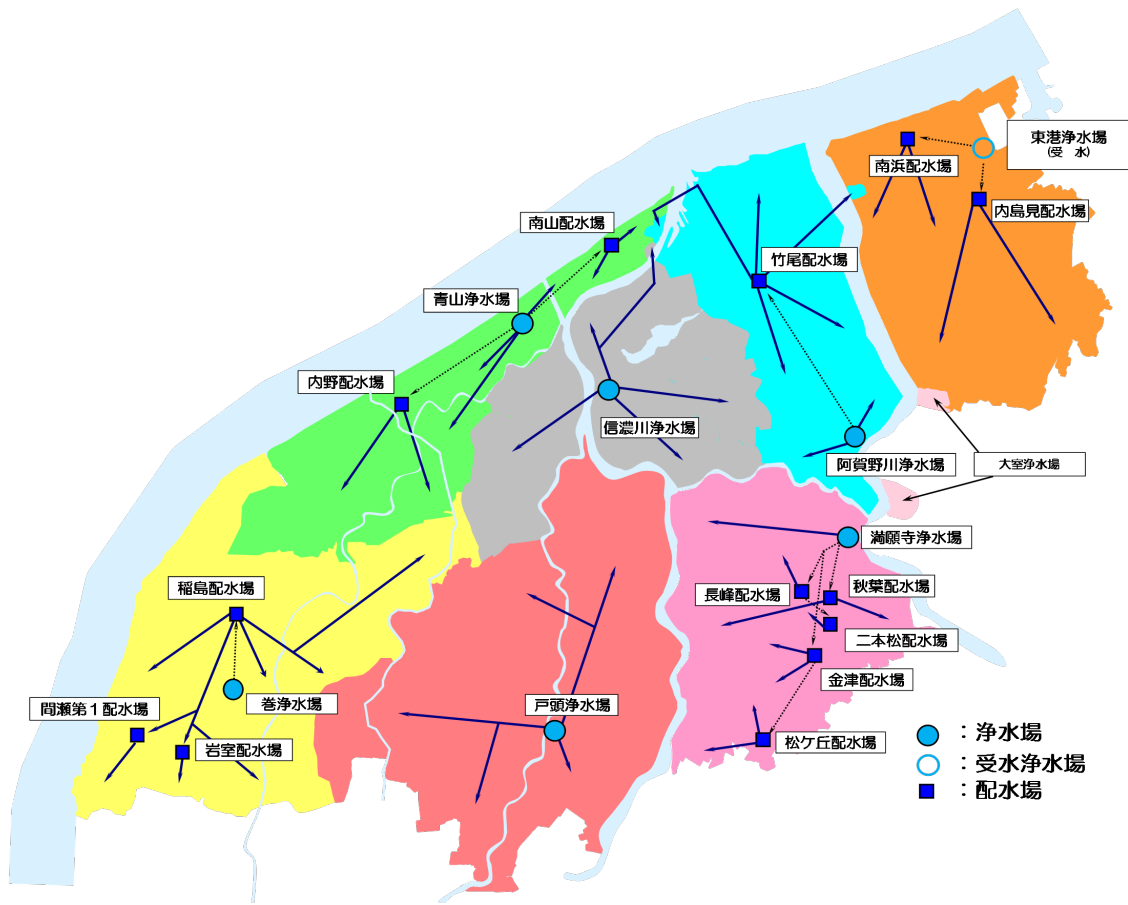 東港浄水場
(受 水)
南浜配水場
内島見配水場
南山配水場
竹尾配水場
青山浄水場
内野配水場
信濃川浄水場
阿賀野川浄水場
大室浄水場
満願寺浄水場
稲島配水場
長峰配水場
秋葉配水場
二本松配水場
金津配水場
巻浄水場
間瀬第1配水場
戸頭浄水場
岩室配水場
松ケ丘配水場
：浄水場
：受水浄水場
：配水場